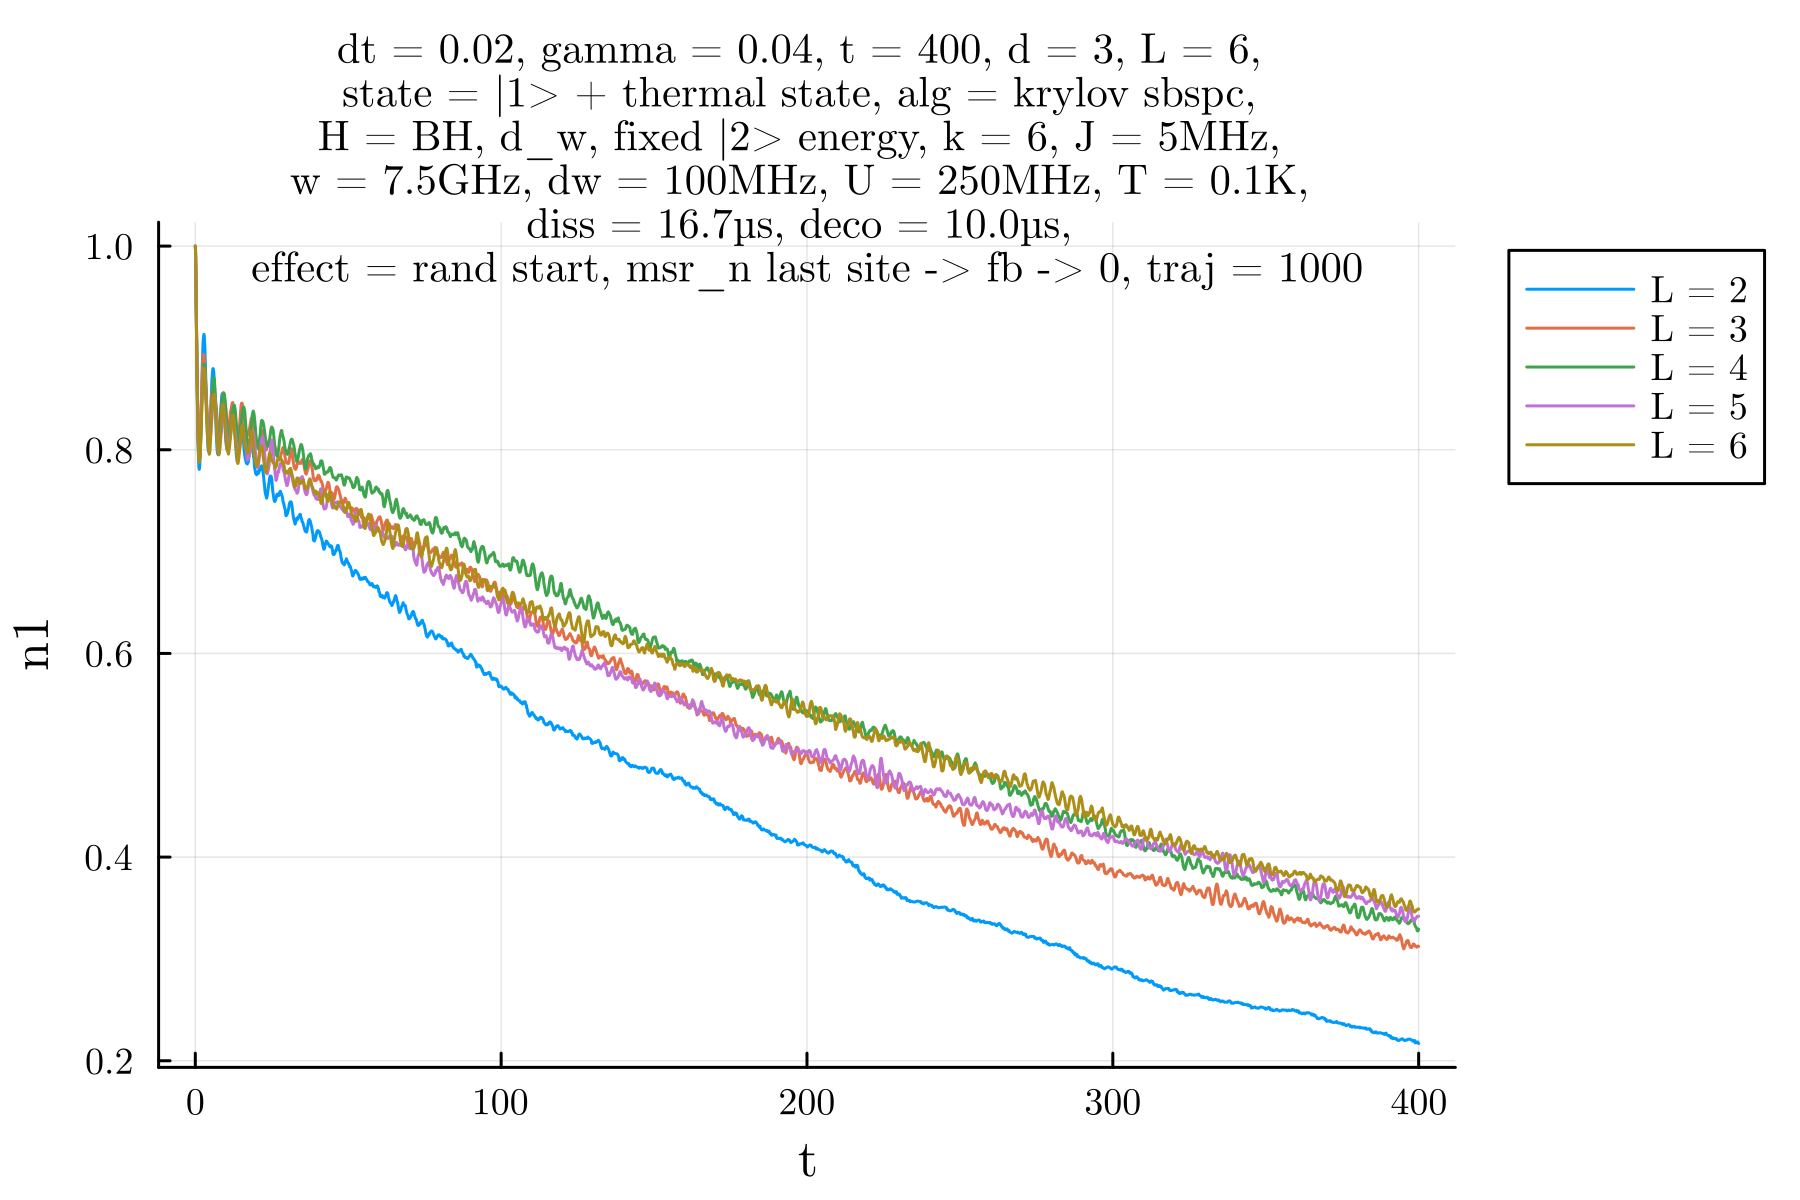 dt = 0.02, gamma = 0.04, t = 400, d = 3, L = 6,
state = |1> + thermal state, alg = krylov sbspc,
H = BH, d_w, fixed |2> energy, k = 6, J = 5MHz,
w = 7.5GHz, dw = 100MHz, U = 250MHz, T = 0.1K,
diss = 16.7µs, deco = 10.0µs,
effect = rand start, msr_n last site -> fb -> 0, traj = 1000
1.0
0.8
0.6
0.4
0.2
n1
0 100 200 300 400
t
L = 2
L = 3
L = 4
L = 5
L = 6